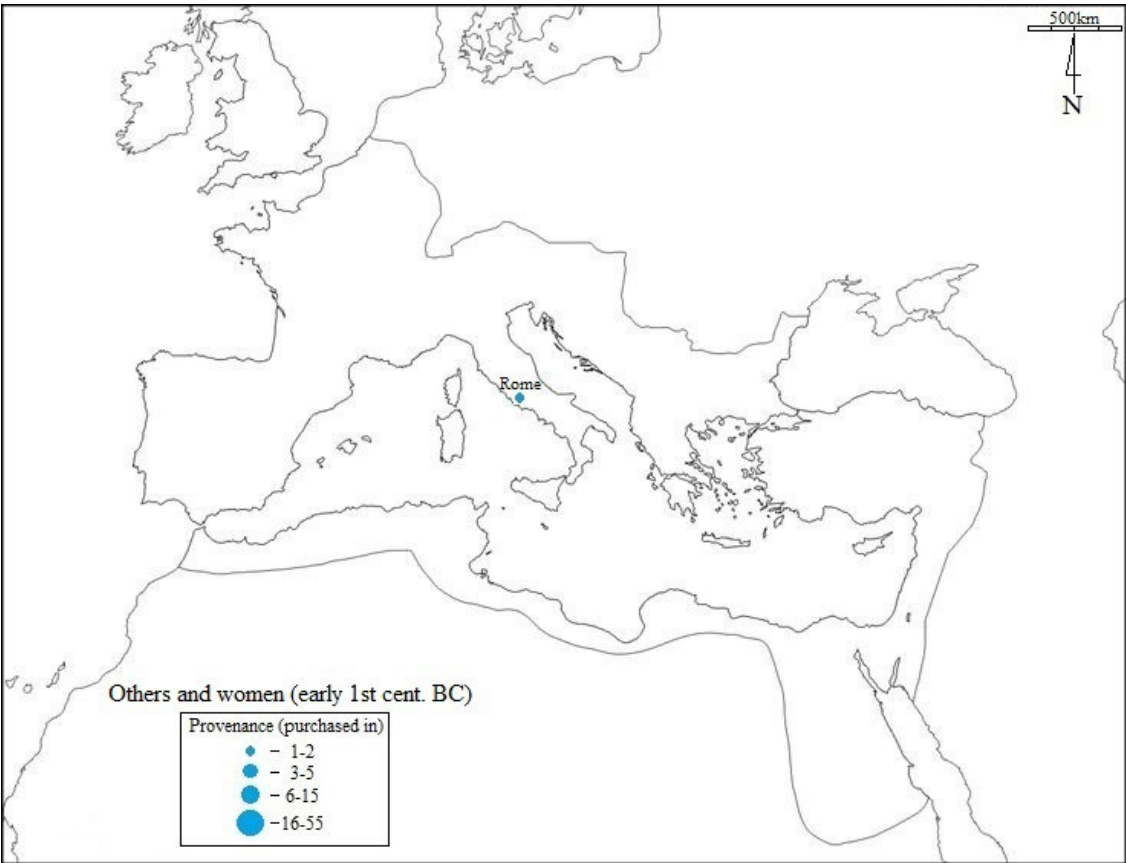 500km
N
Rome
Others and women (early 1st cent. BC)
Provenance (purchased in)
– 1-2
– 3-5
– 6-15
–16-55